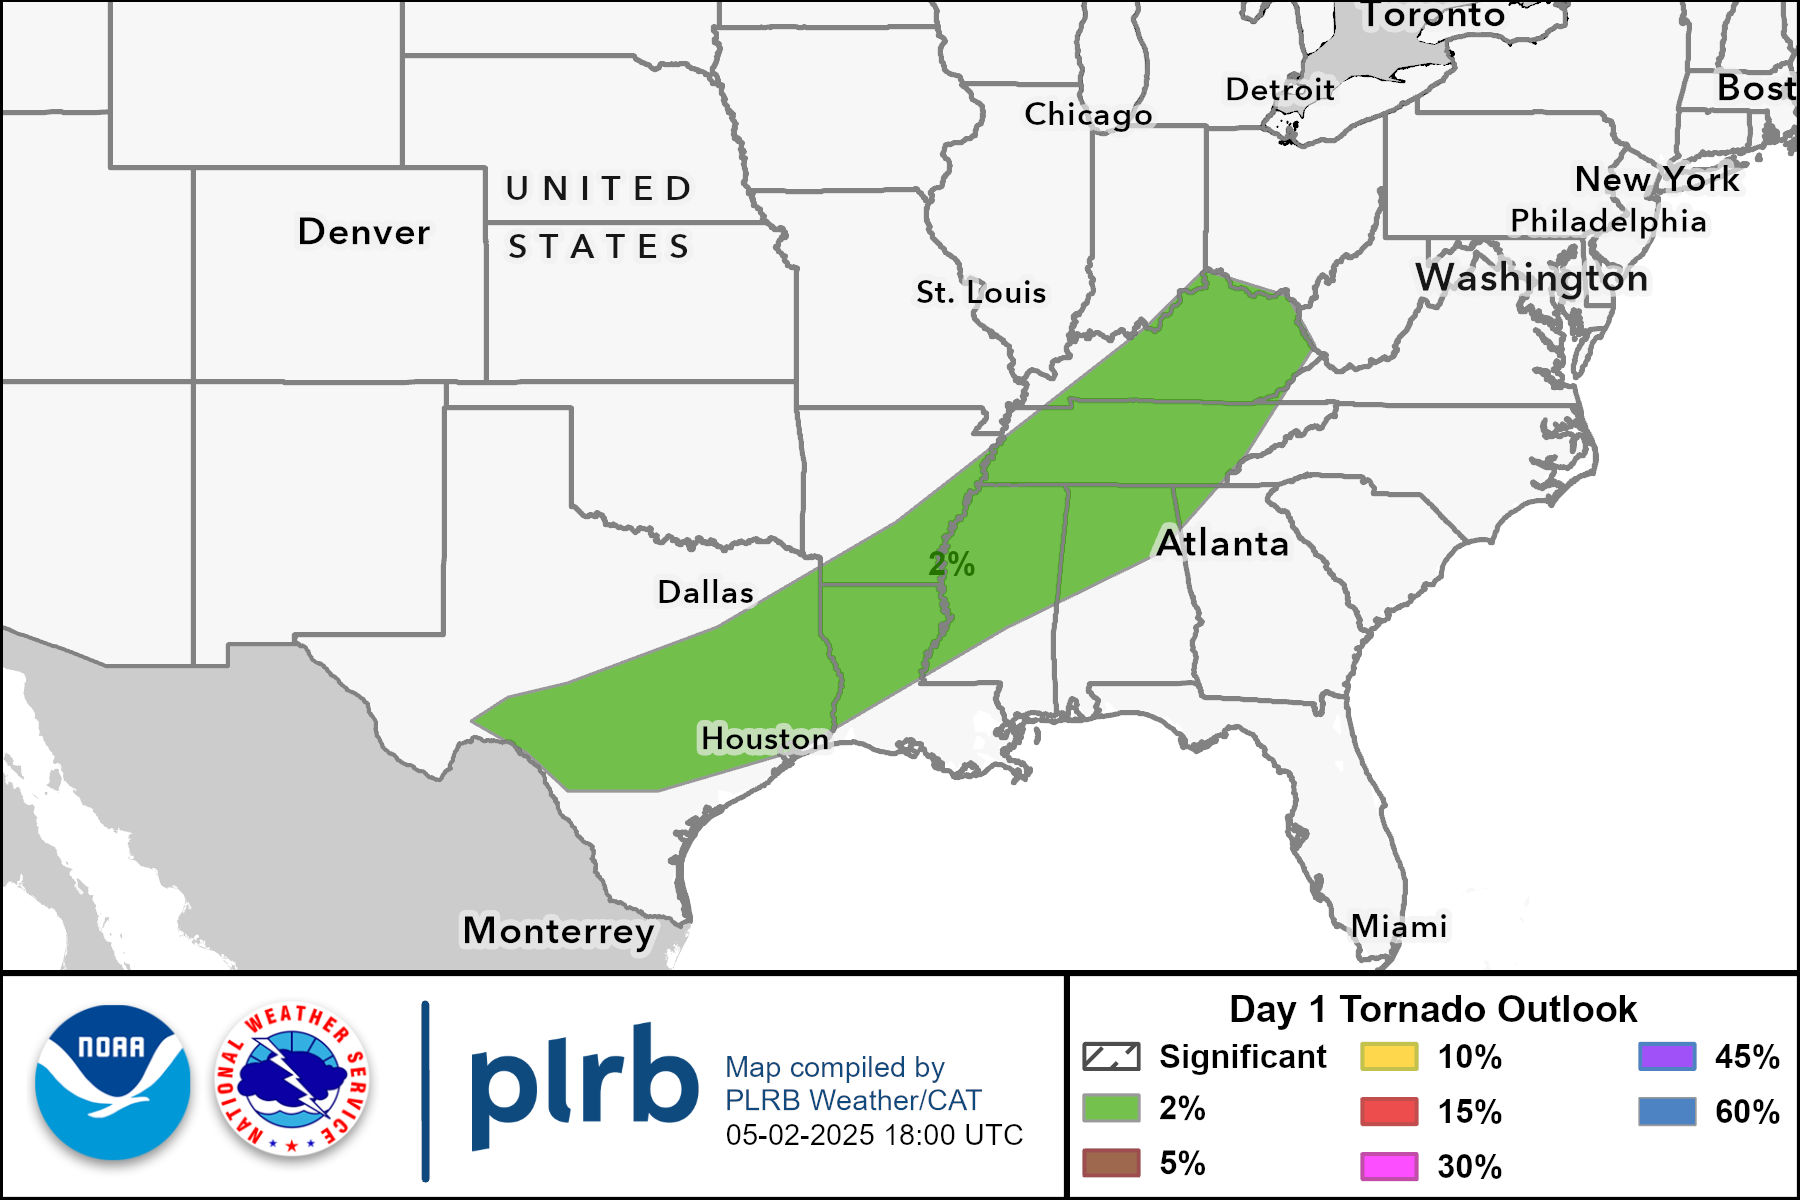 Toronto
Detroit
Bost
Chicago
UNITED
New York
Denver
Philadelphia
STATES
Washington
St. Louis
Atlanta
2%
Dallas
Houston
Miami
Monterrey
NOAA
NATIONAL WEATHER SERVICE
plrb
Map compiled by
PLRB Weather/CAT
05-02-2025 18:00 UTC
Day 1 Tornado Outlook
Significant
2%
5%
10%
15%
30%
45%
60%